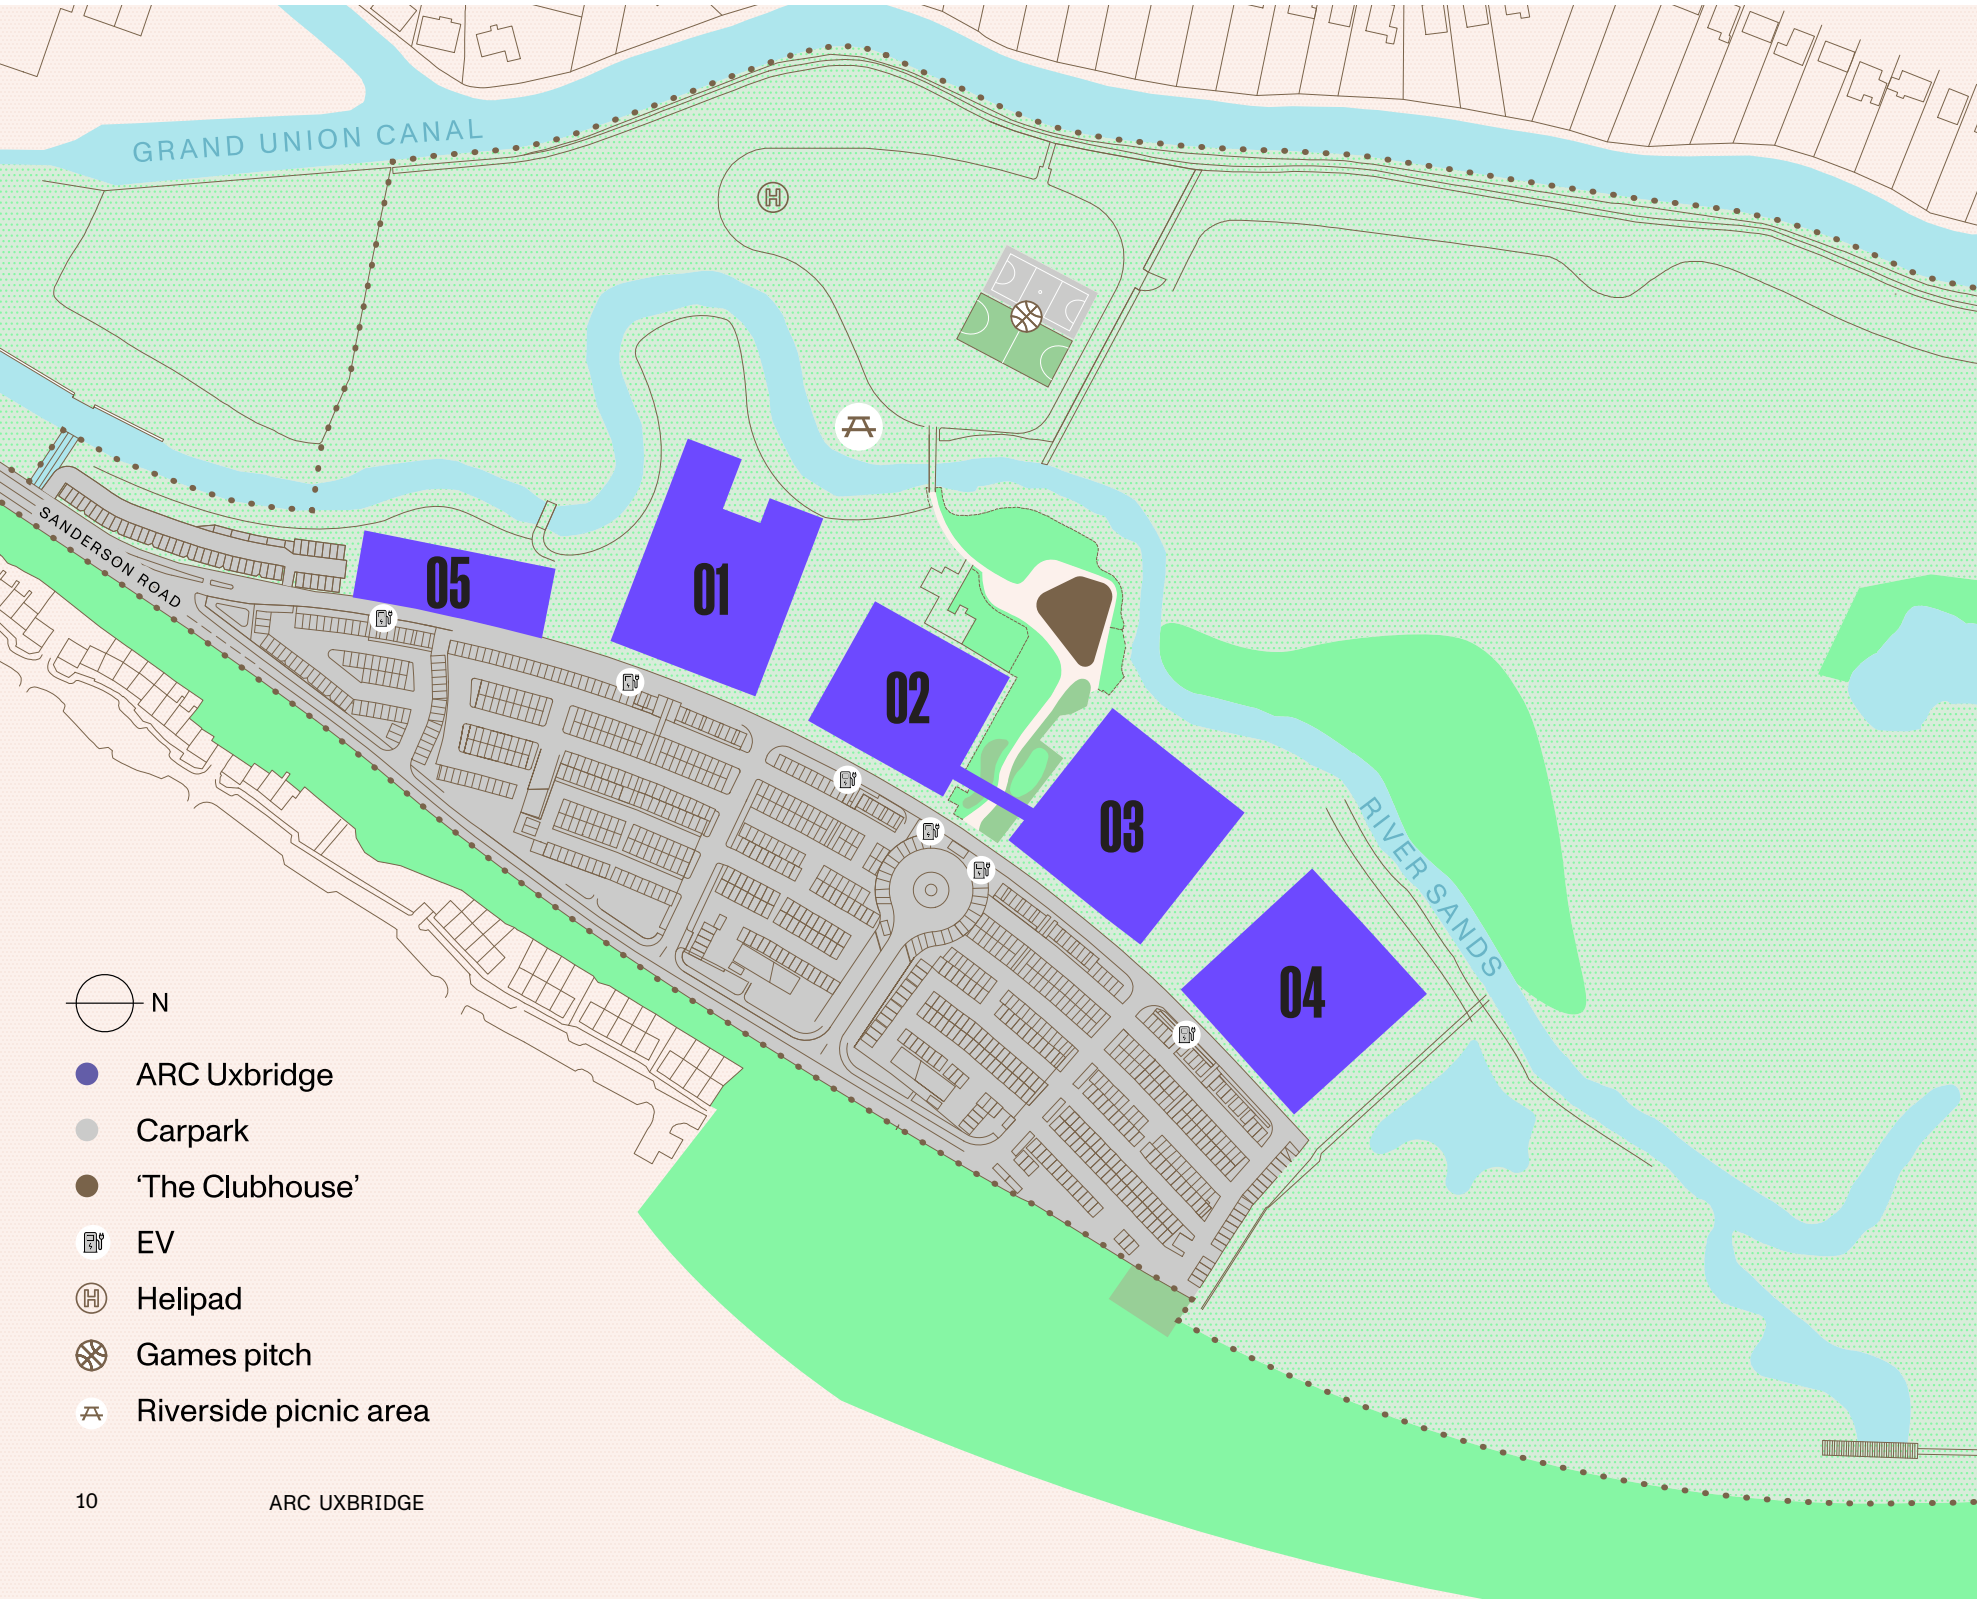 GRAND UNION CANAL
H
SANDERSON ROAD
05
01
02
03
04
RIVER SANDS
N
ARC Uxbridge
Carpark
‘The Clubhouse’
EV
H
Helipad
Games pitch
Riverside picnic area
10
ARC UXBRIDGE